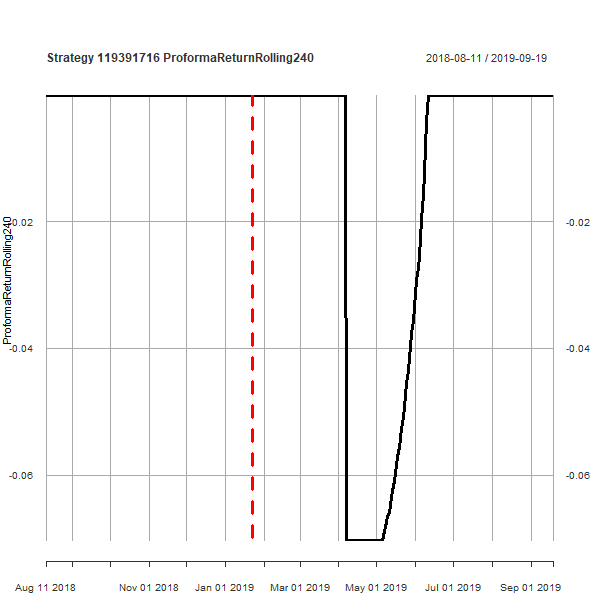 Strategy 119391716 ProformaReturnRolling240
2018-08-11 / 2019-09-19
ProformaReturnRolling240
-0.02 -0.02
-0.04 -0.04
-0.06 -0.06
Aug 11 2018 Nov 01 2018 Jan 01 2019 Mar 01 2019 May 01 2019 Jul 01 2019 Sep 01 2019